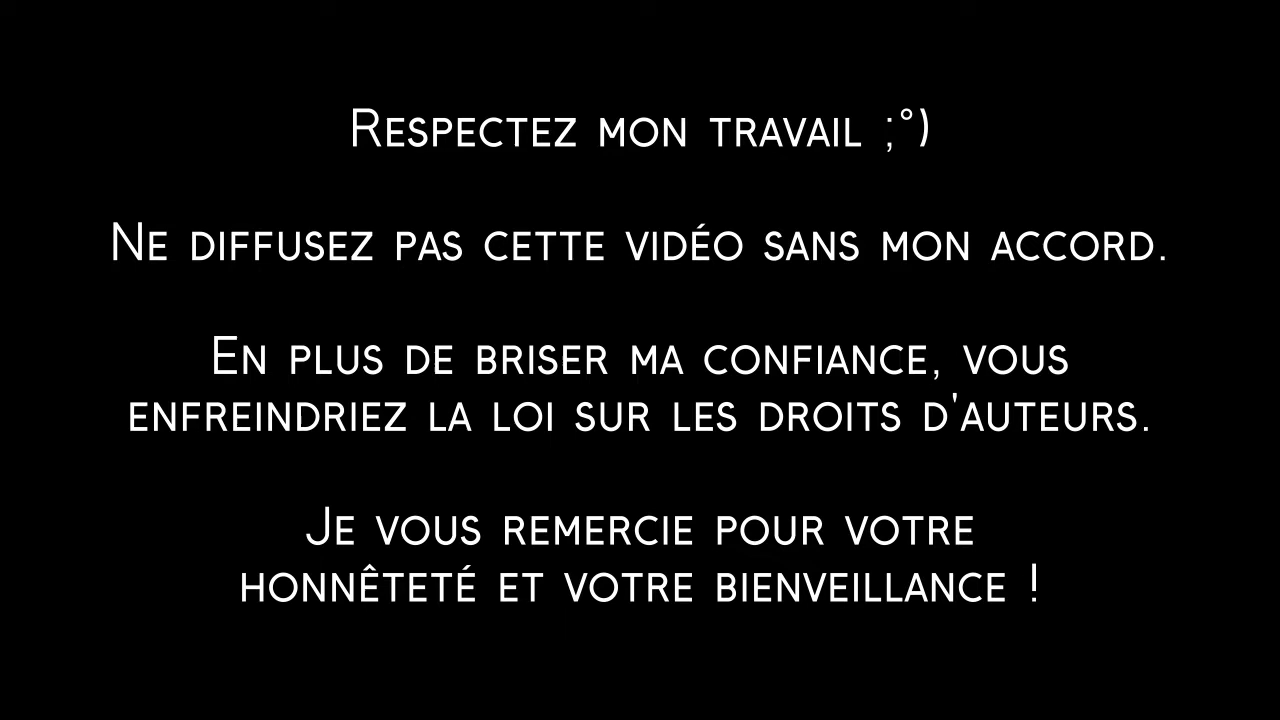 Respectez mon travail ;°)
Ne diffusez pas cette vidéo sans mon accord.
En plus de briser ma confiance, vous
enfreindriez la loi sur les droits d'auteurs.
Je vous remercie pour votre
honnêteté et votre bienveillance !